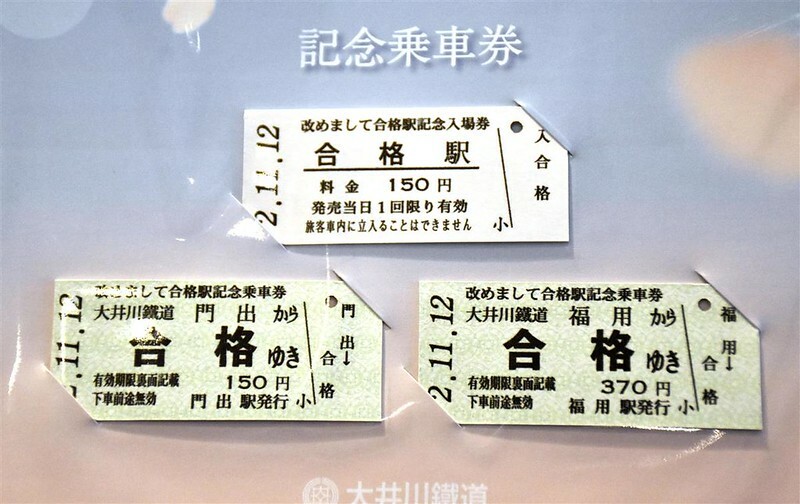 記念乗車券
2.11.12
改めまして合格駅記念入場券
合格駅
料金 150円
発売当日1回限り有効
旅客車内に立入ることはできません
小
入合格
2.11.12
改めまして合格駅記念乗車券
大井川鐵道 門出から
合格ゆき
有効期限裏面記載 150円
下車前途無効 門出駅発行 小
門出↓
合格
2.11.12
改めまして合格駅記念乗車券
大井川鐵道 福用から
合格ゆき
有効期限裏面記載 370円
下車前途無効 福用駅発行 小
福用↓
合格
大井川鐵道